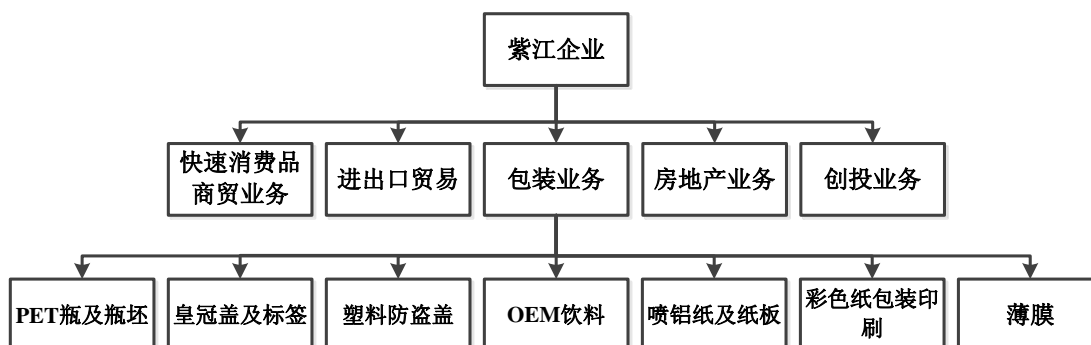 紫江企业
快速消费品
商贸业务
进出口贸易
包装业务
房地产业务
创投业务
PET瓶及瓶坯
皇冠盖及标签
塑料防盗盖
OEM饮料
喷铝纸及纸板
彩色纸包装印
刷
薄膜